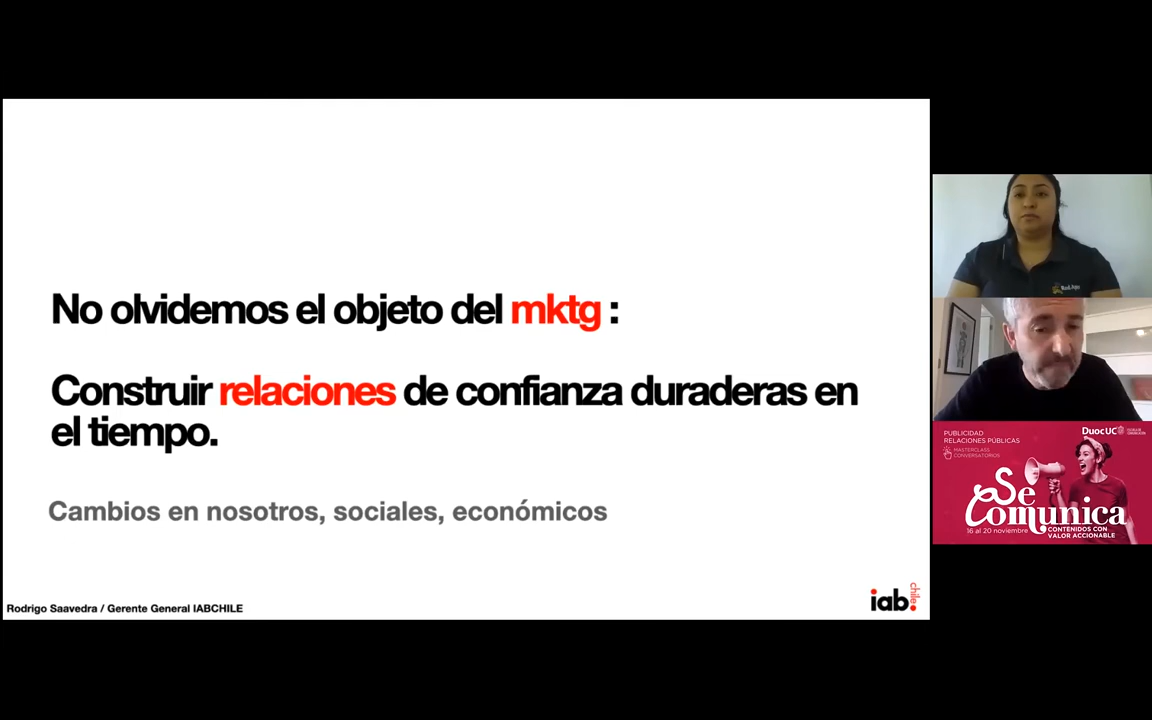 No olvidemos el objeto del mktg :
Construir relaciones de confianza duraderas en
el tiempo.
Cambios en nosotros, sociales, económicos
Rodrigo Saavedra / Gerente General IABCHILE
iab.
chile
PUBLICIDAD
RELACIONES PÚBLICAS
MASTERCLASS
CONVERSATORIOS
DuocUC
Se
Comunica
16 al 20 noviembre
CONTENIDOS CON
VALOR ACCIONABLE